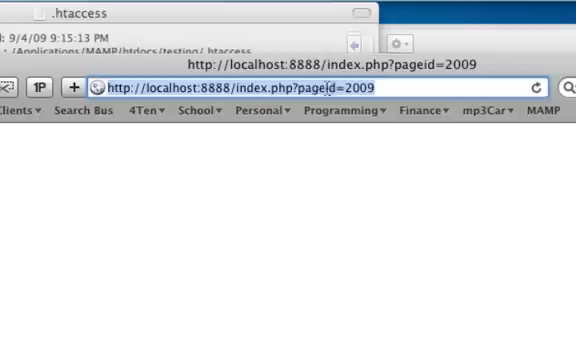 .htaccess
d: 9/4/09 9:15:13 PM
: /Applications/MAMP/htdocs/testing/.htaccess
http://localhost:8888/index.php?pageid=2009
1P + http://localhost:8888/index.php?pageid=2009
Clients School Bus 4Ten School Personal Programming Finance mp3Car MAMP